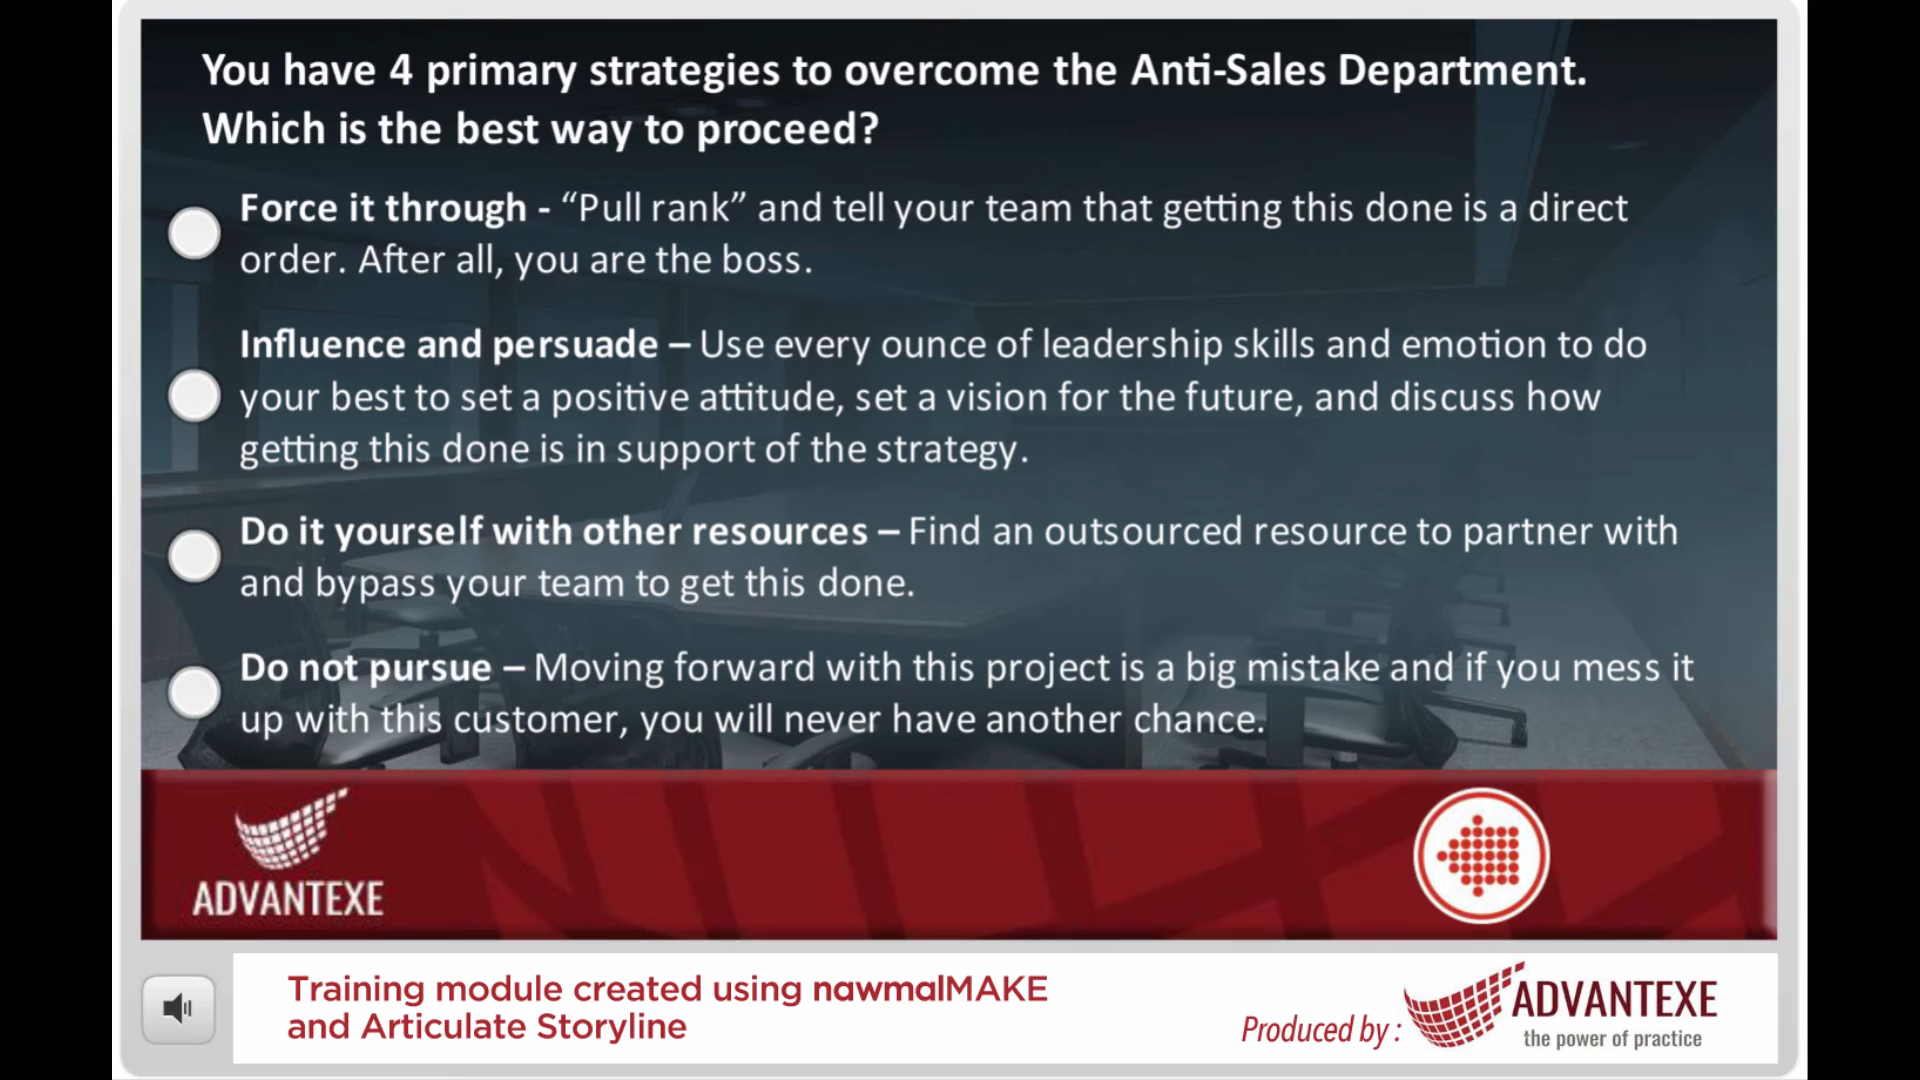 You have 4 primary strategies to overcome the Anti-Sales Department.
Which is the best way to proceed?
Force it through - “Pull rank” and tell your team that getting this done is a direct
order. After all, you are the boss.
Influence and persuade – Use every ounce of leadership skills and emotion to do
your best to set a positive attitude, set a vision for the future, and discuss how
getting this done is in support of the strategy.
Do it yourself with other resources – Find an outsourced resource to partner with
and bypass your team to get this done.
Do not pursue – Moving forward with this project is a big mistake and if you mess it
up with this customer, you will never have another chance.
ADVANTEXE
Training module created using nawmalMAKE
and Articulate Storyline
Produced by :
ADVANTEXE
the power of practice